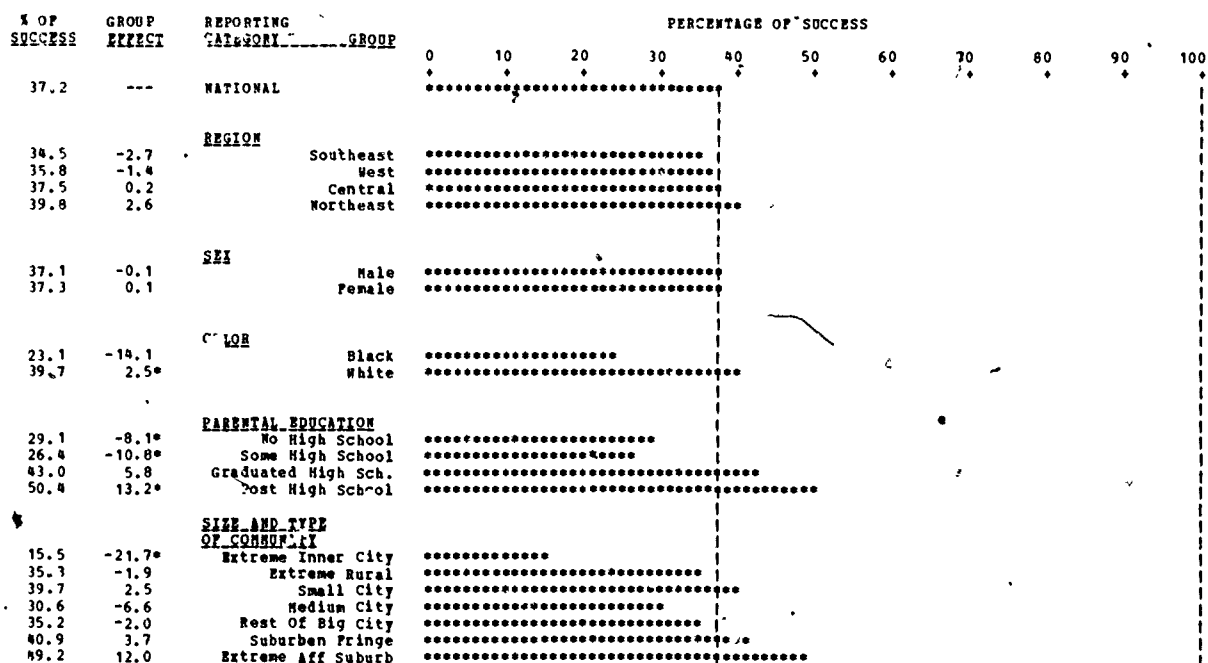 % OF GROUP REPORTING PERCENTAGE OF SUCCESS
SUCCESS EFFECT CATEGORY GROUP
0 10 20 30 40 50 60 70 80 90 100
37.2 --- NATIONAL
REGION
34.5 -2.7 Southeast
35.8 -1.4 West
37.5 0.2 Central
39.8 2.6 Northeast
SEX
37.1 -0.1 Male
37.3 0.1 Female
COLOR
23.1 -14.1 Black
39.7 2.5* White
PARENTAL EDUCATION
29.1 -8.1* No High School
26.4 -10.8* Some High School
43.0 5.8 Graduated High Sch.
50.4 13.2* Post High School
SIZE AND TYPE
OF COMMUNITY
15.5 -21.7* Extreme Inner City
35.3 -1.9 Extreme Rural
39.7 2.5 Small City
30.6 -6.6 Medium City
35.2 -2.0 Rest Of Big City
40.9 3.7 Suburban Fringe
49.2 12.0 Extreme Aff Suburb